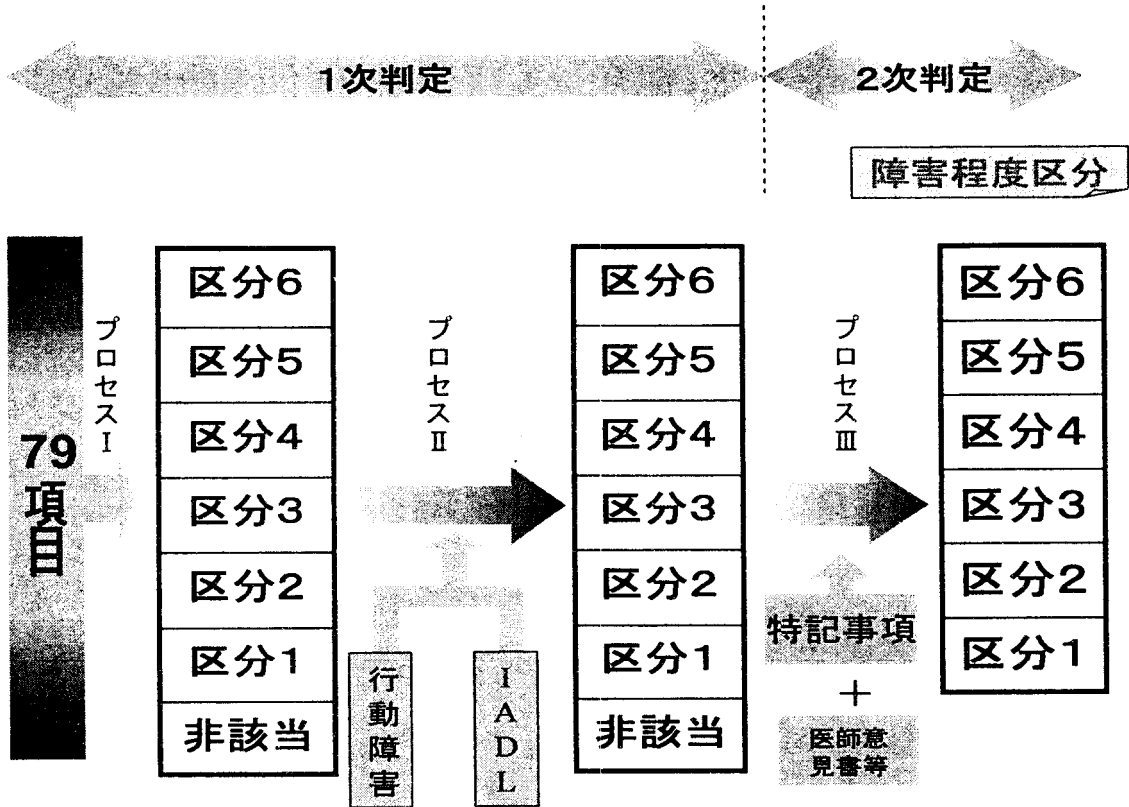 1次判定
2次判定
障害程度区分
79
項目
プロセスⅠ
区分6
区分5
区分4
区分3
区分2
区分1
非該当
プロセスⅡ
行動障害
IADL
区分6
区分5
区分4
区分3
区分2
区分1
非該当
プロセスⅢ
特記事項
＋
医師意
見書等
区分6
区分5
区分4
区分3
区分2
区分1